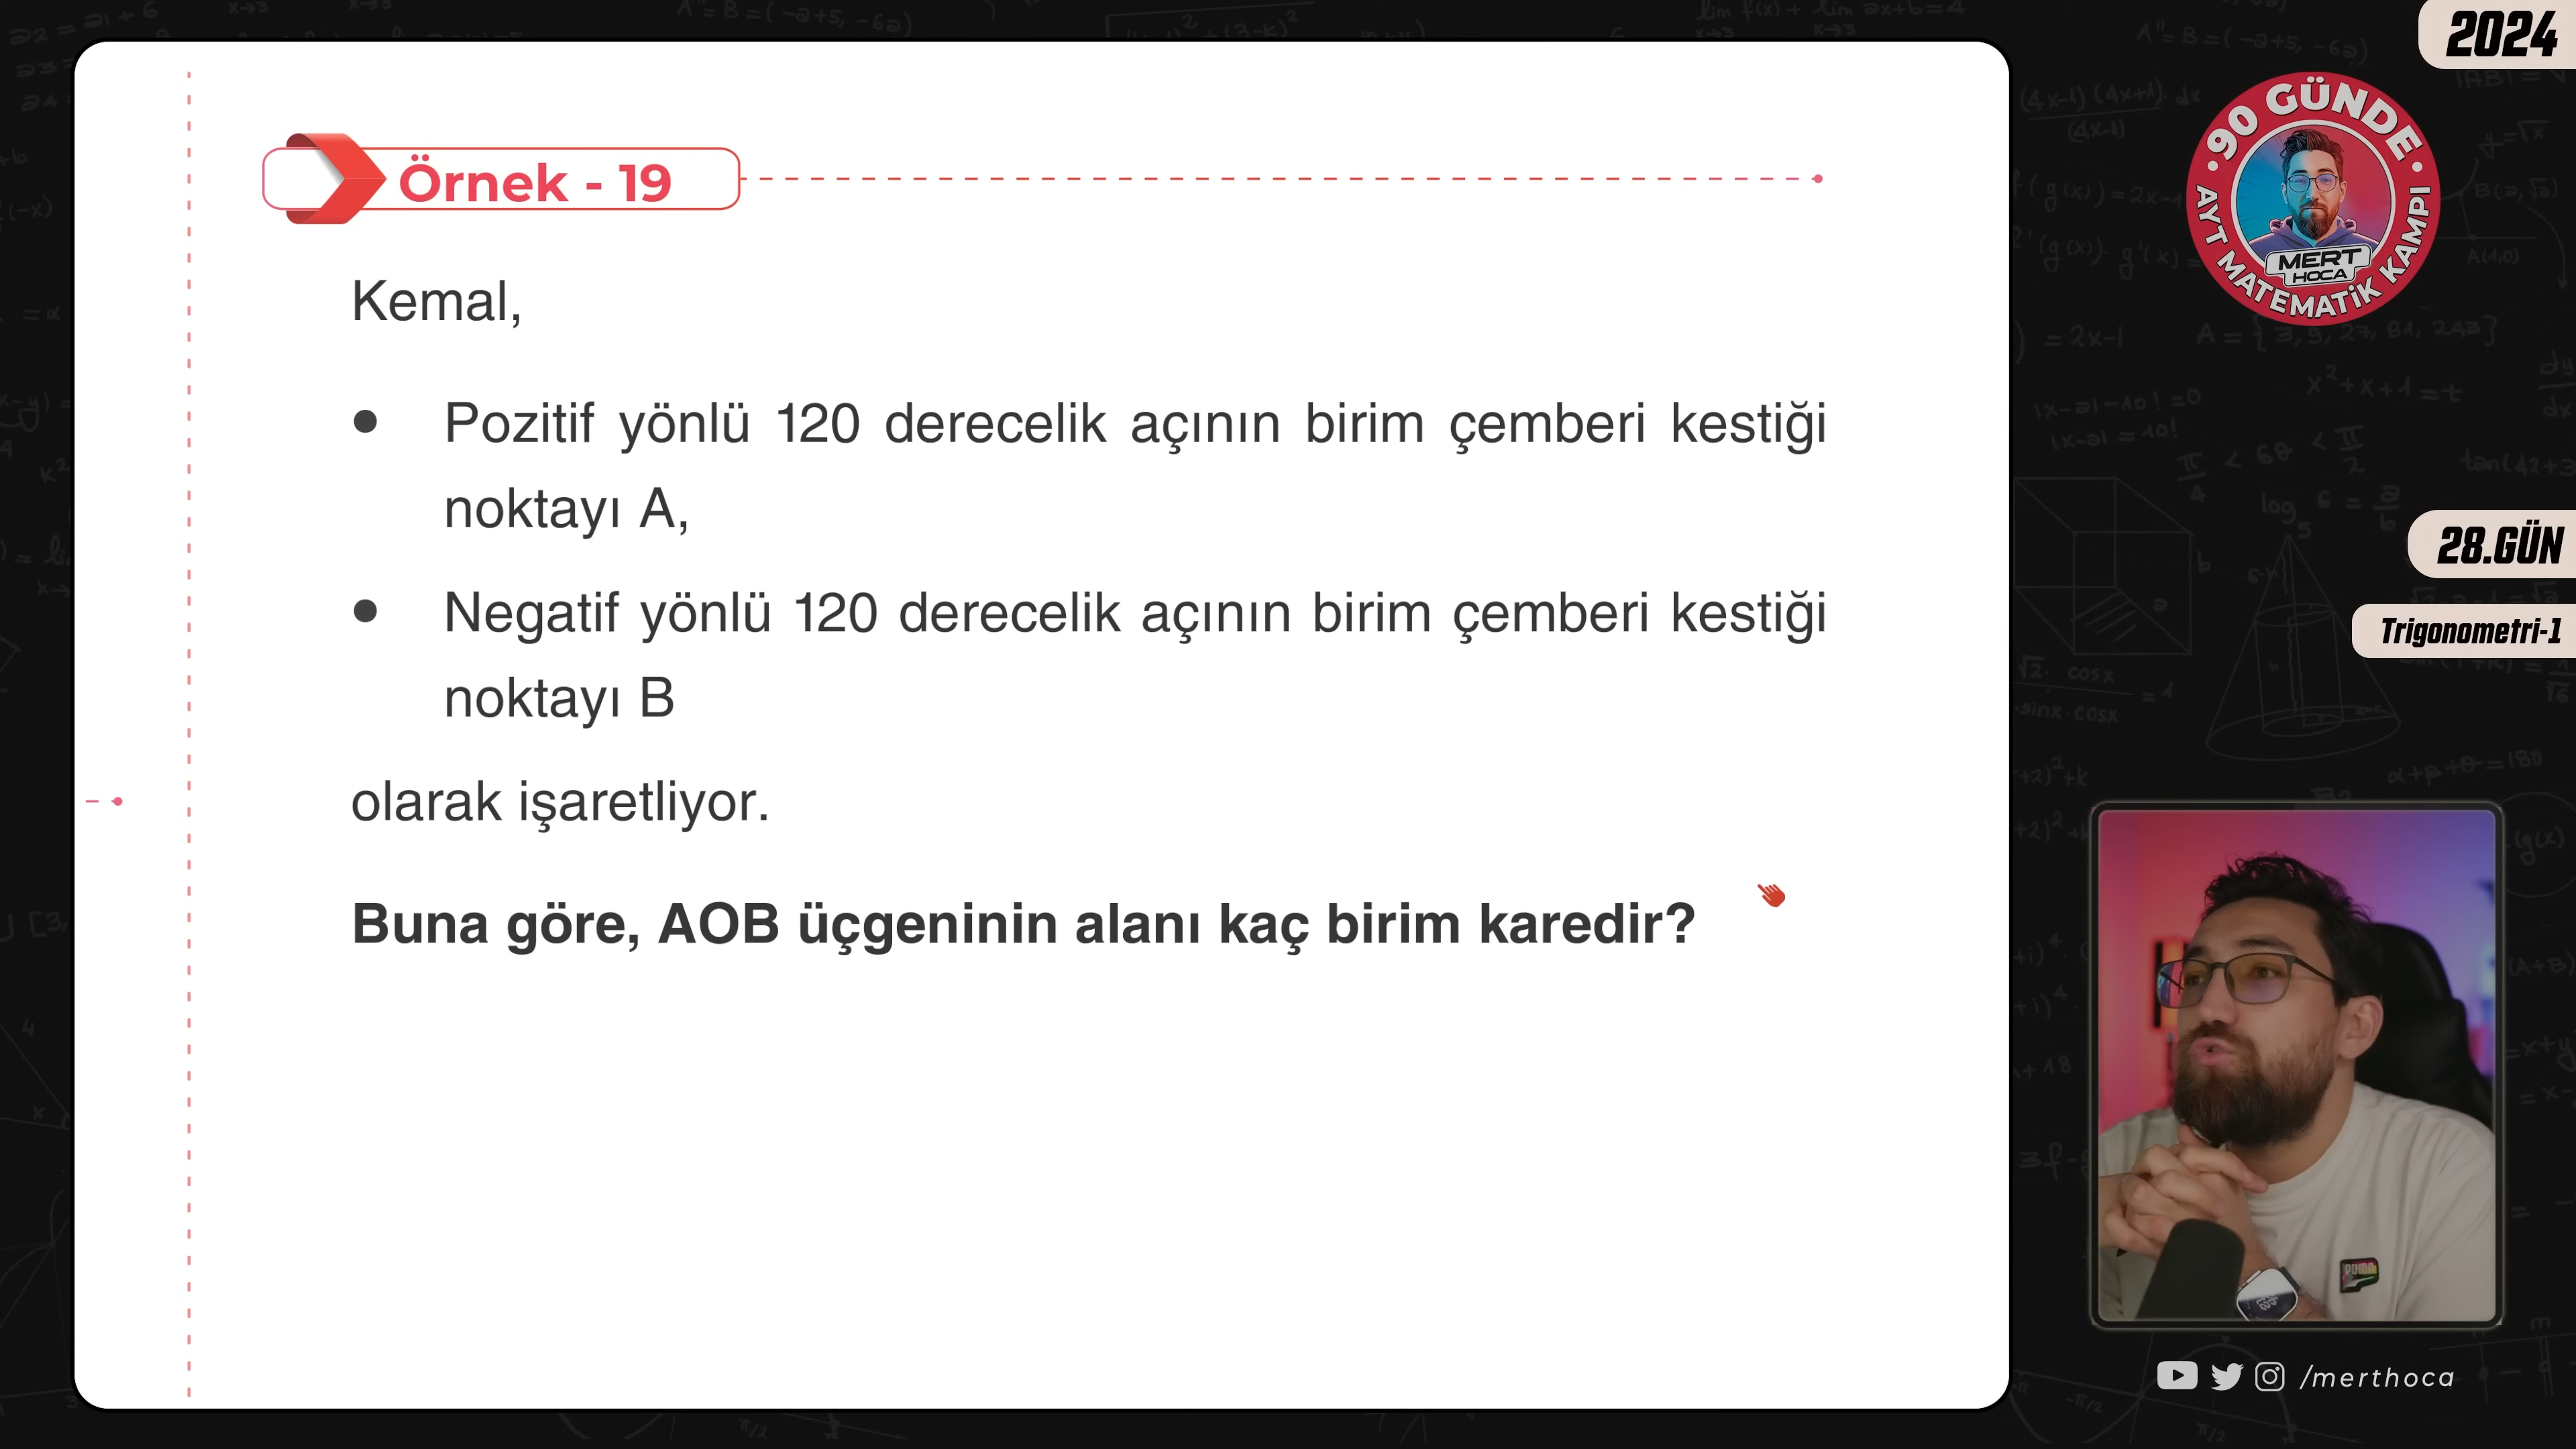 2024
90 GÜNDE
AYT MATEMATİK KAMPI
MERT
HOCA
Örnek - 19
Kemal,
● Pozitif yönlü 120 derecelik açının birim çemberi kestiği
noktayı A,
● Negatif yönlü 120 derecelik açının birim çemberi kestiği
noktayı B
olarak işaretliyor.
Buna göre, AOB üçgeninin alanı kaç birim karedir?
28.GÜN
Trigonometri-1
PUMA
/merthoca